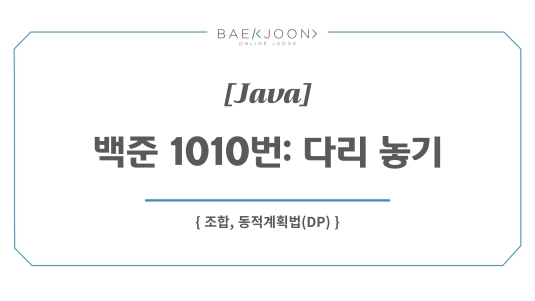 BAEKJOON>
ONLINE JUDGE
[Java]
백준 1010번: 다리 놓기
{ 조합, 동적계획법(DP) }